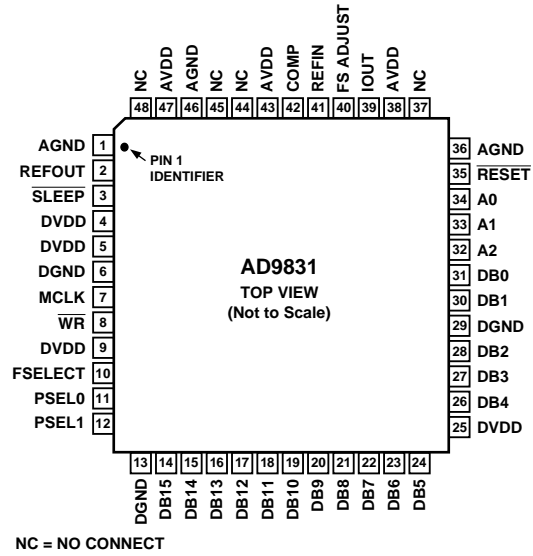 NC
AVDD
AGND
NC
NC
AVDD
COMP
REFIN
FS ADJUST
IOUT
AVDD
NC
48 47 46 45 44 43 42 41 40 39 38 37
AGND 1
REFOUT 2
SLEEP 3
DVDD 4
DVDD 5
DGND 6
MCLK 7
WR 8
DVDD 9
FSELECT 10
PSEL0 11
PSEL1 12
PIN 1
IDENTIFIER
AD9831
TOP VIEW
(Not to Scale)
36 AGND
35 RESET
34 A0
33 A1
32 A2
31 DB0
30 DB1
29 DGND
28 DB2
27 DB3
26 DB4
25 DVDD
13 14 15 16 17 18 19 20 21 22 23 24
DGND
DB15
DB14
DB13
DB12
DB11
DB10
DB9
DB8
DB7
DB6
DB5
NC = NO CONNECT